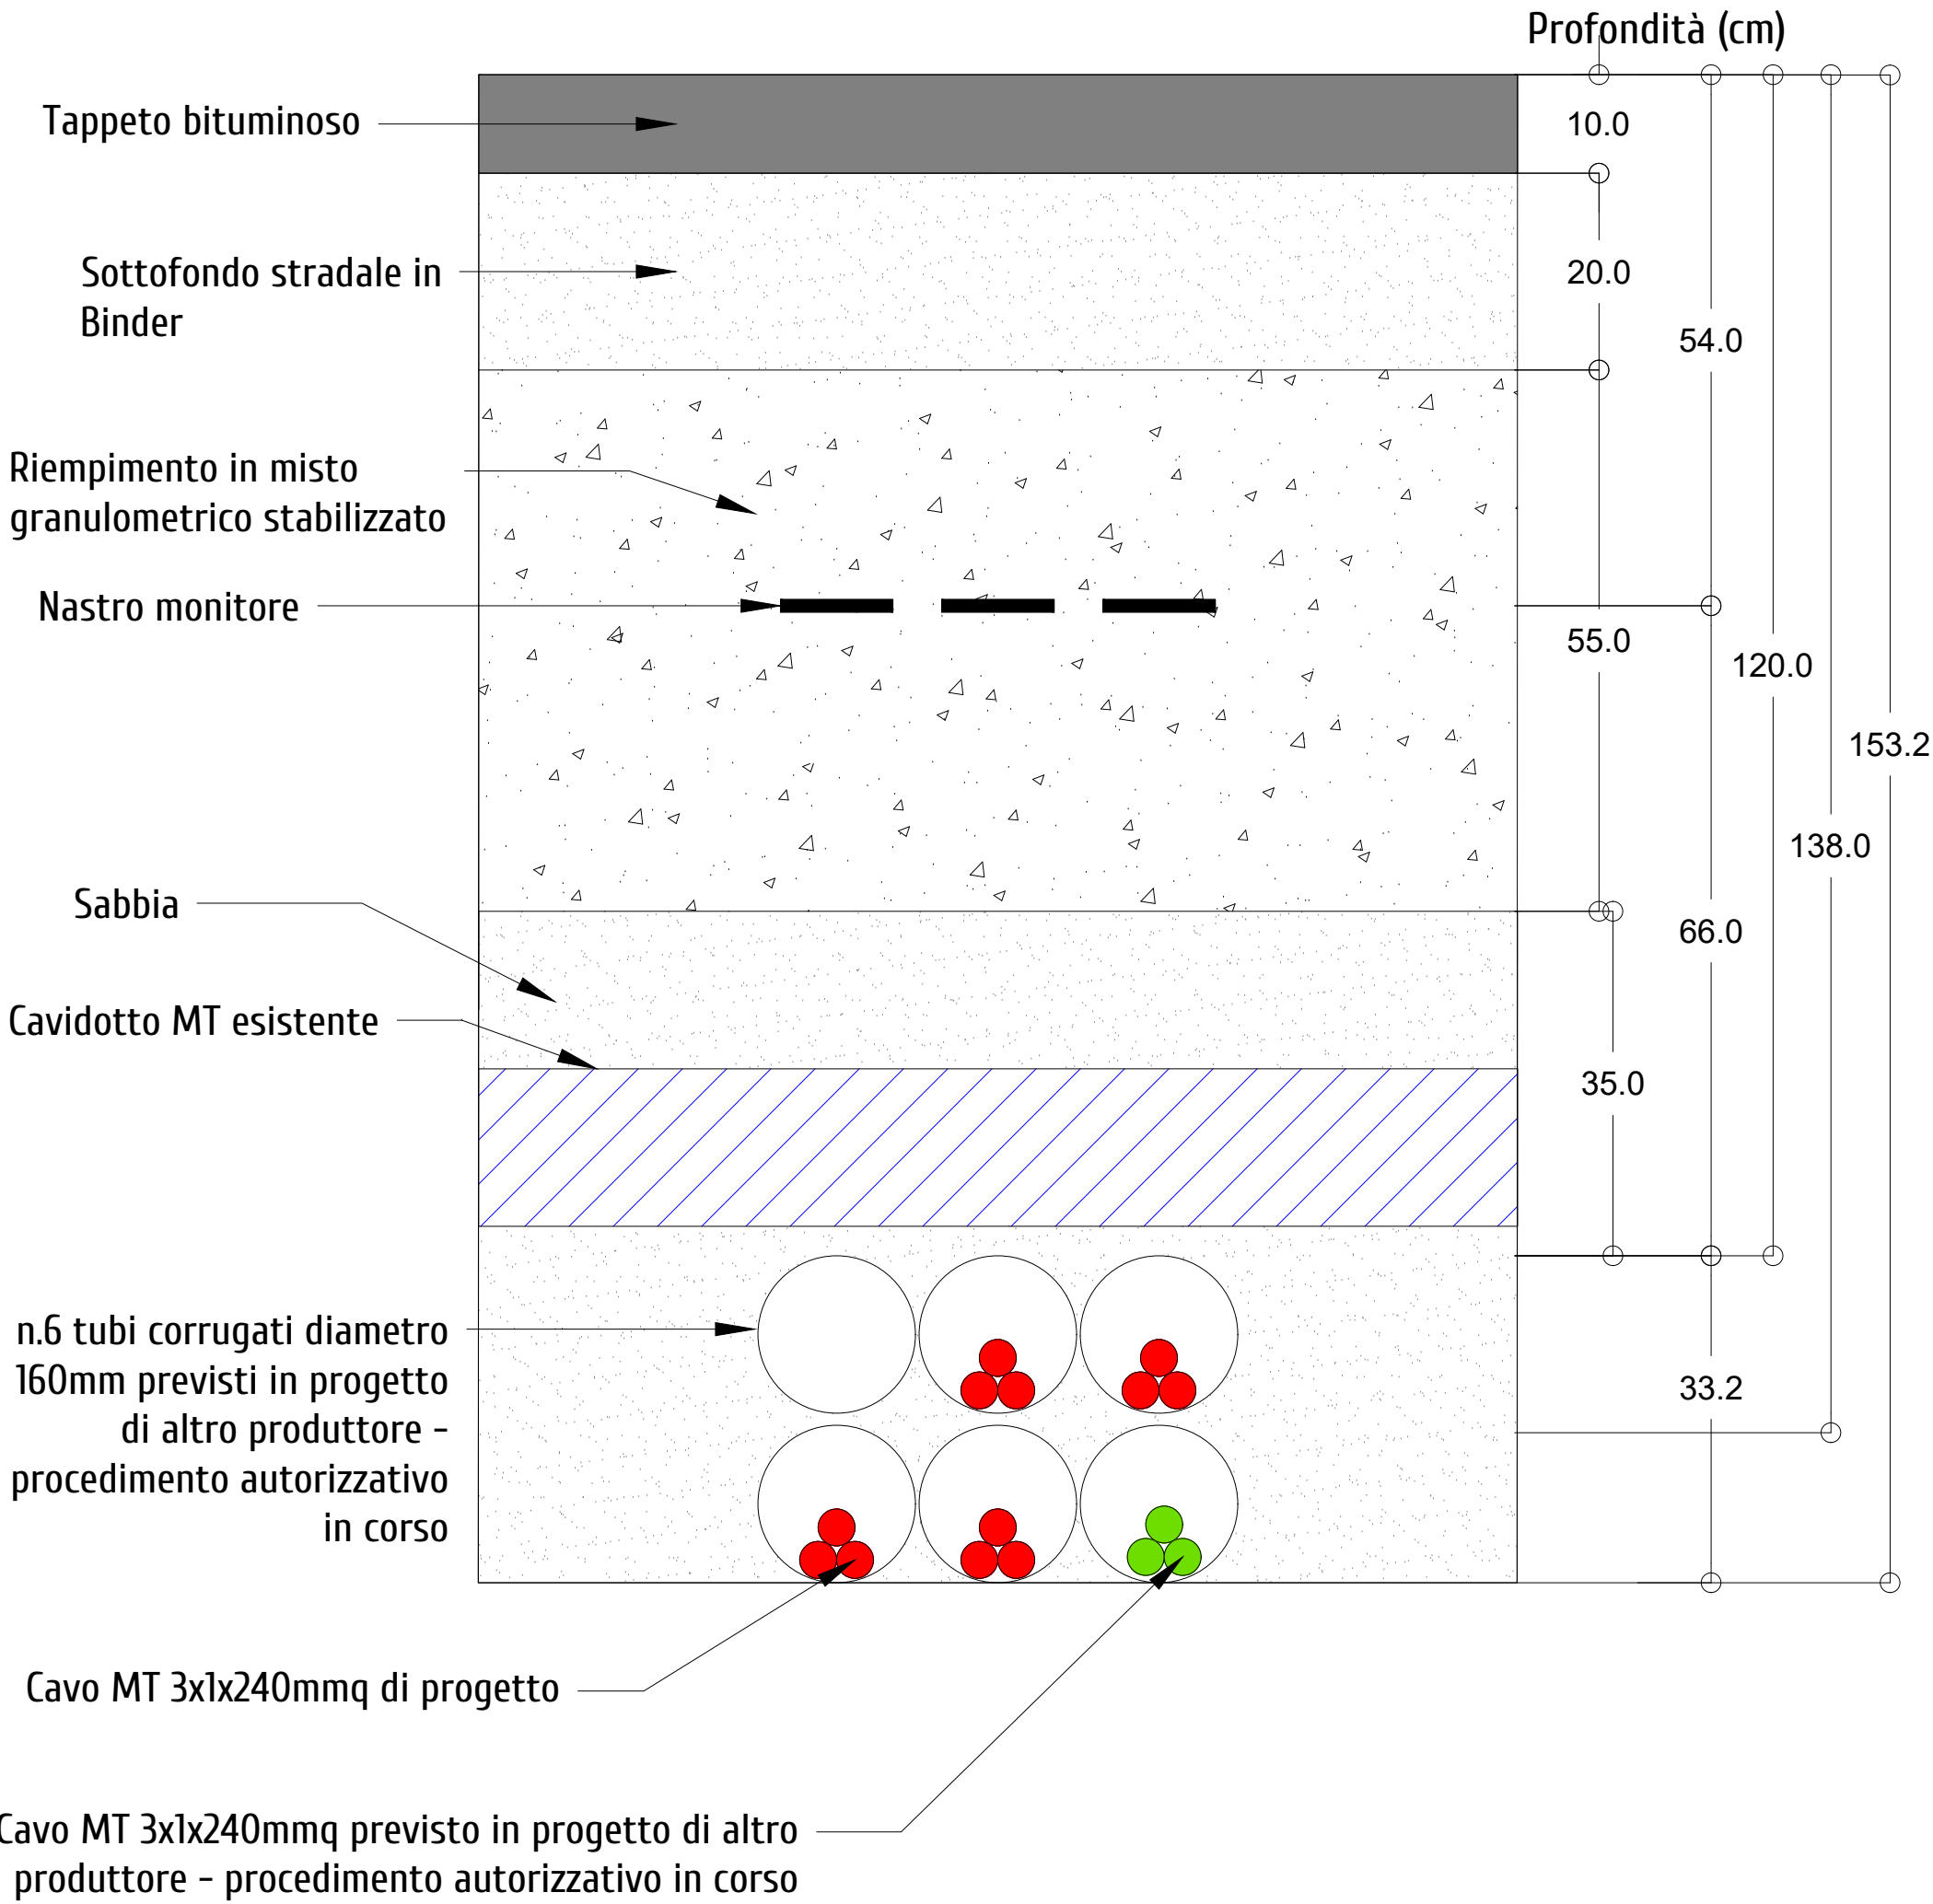 Profondità (cm)
Tappeto bituminoso
10.0
Sottofondo stradale in
Binder
20.0
54.0
Riempimento in misto
granulometrico stabilizzato
Nastro monitore
55.0
120.0
153.2
138.0
Sabbia
66.0
Cavidotto MT esistente
35.0
n.6 tubi corrugati diametro
160mm previsti in progetto
di altro produttore -
procedimento autorizzativo
in corso
33.2
Cavo MT 3x1x240mmq di progetto
Cavo MT 3x1x240mmq previsto in progetto di altro
produttore - procedimento autorizzativo in corso